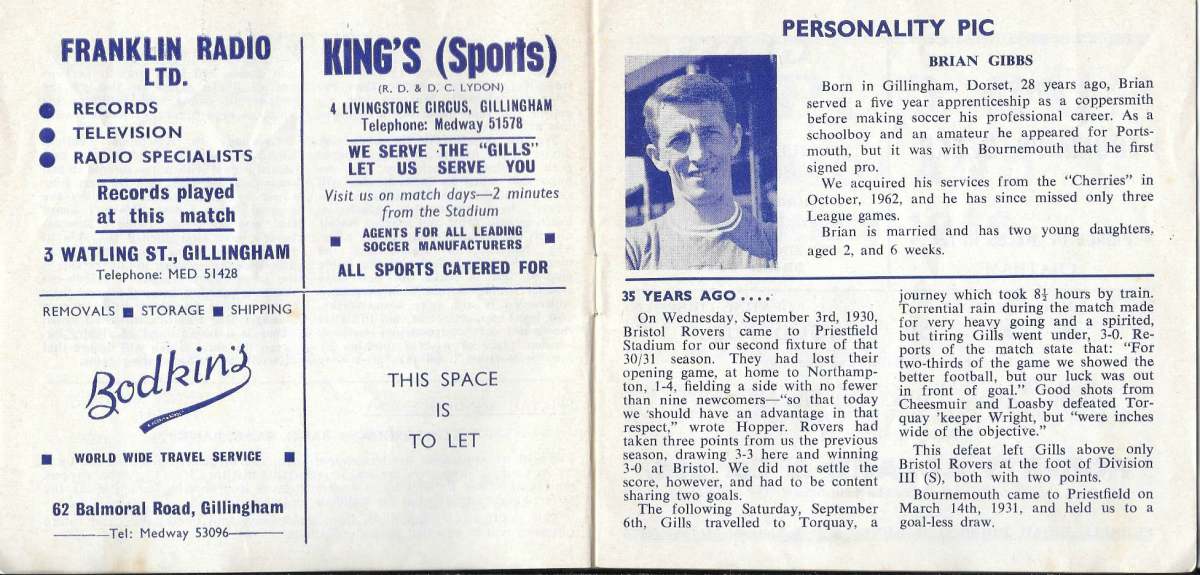 FRANKLIN RADIO
LTD.
● RECORDS
● TELEVISION
● RADIO SPECIALISTS
Records played
at this match
3 WATLING ST., GILLINGHAM
Telephone: MED 51428
KING'S (Sports)
(R. D. & D. C. LYDON)
4 LIVINGSTONE CIRCUS, GILLINGHAM
Telephone: Medway 51578
WE SERVE THE "GILLS"
LET US SERVE YOU
Visit us on match days—2 minutes
from the Stadium
■ AGENTS FOR ALL LEADING ■
SOCCER MANUFACTURERS
ALL SPORTS CATERED FOR
REMOVALS ■ STORAGE ■ SHIPPING
Bodkin's
■ WORLD WIDE TRAVEL SERVICE ■
62 Balmoral Road, Gillingham
Tel: Medway 53096
THIS SPACE
IS
TO LET
PERSONALITY PIC
BRIAN GIBBS
Born in Gillingham, Dorset, 28 years ago, Brian
served a five year apprenticeship as a coppersmith
before making soccer his professional career. As a
schoolboy and an amateur he appeared for Ports-
mouth, but it was with Bournemouth that he first
signed pro.
We acquired his services from the "Cherries" in
October, 1962, and he has since missed only three
League games.
Brian is married and has two young daughters,
aged 2, and 6 weeks.
35 YEARS AGO . . . .
On Wednesday, September 3rd, 1930,
Bristol Rovers came to Priestfield
Stadium for our second fixture of that
30/31 season. They had lost their
opening game, at home to Northamp-
ton, 1-4, fielding a side with no fewer
than nine newcomers—"so that today
we should have an advantage in that
respect," wrote Hopper. Rovers had
taken three points from us the previous
season, drawing 3-3 here and winning
3-0 at Bristol. We did not settle the
score, however, and had to be content
sharing two goals.
The following Saturday, September
6th, Gills travelled to Torquay, a
journey which took 8½ hours by train.
Torrential rain during the match made
for very heavy going and a spirited,
but tiring Gills went under, 3-0. Re-
ports of the match state that: "For
two-thirds of the game we showed the
better football, but our luck was out
in front of goal." Good shots from
Cheesmuir and Loasby defeated Tor-
quay 'keeper Wright, but "were inches
wide of the objective."
This defeat left Gills above only
Bristol Rovers at the foot of Division
III (S), both with two points.
Bournemouth came to Priestfield on
March 14th, 1931, and held us to a
goal-less draw.